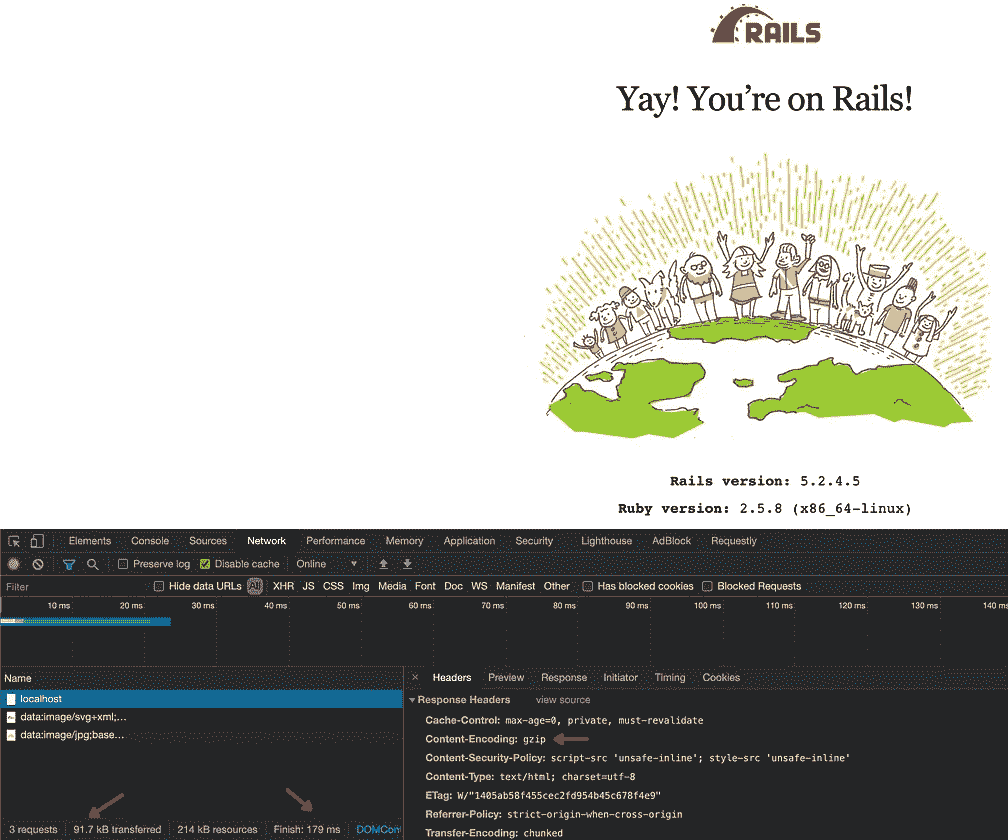 RAILS
Yay! You’re on Rails!
Rails version: 5.2.4.5
Ruby version: 2.5.8 (x86_64-linux)
Elements Console Sources Network Performance Memory Application Security Lighthouse AdBlock Requestly
Preserve log Disable cache Online
Filter Hide data URLs All XHR JS CSS Img Media Font Doc WS Manifest Other Has blocked cookies Blocked Requests
10 ms 20 ms 30 ms 40 ms 50 ms 60 ms 70 ms 80 ms 90 ms 100 ms 110 ms 120 ms 130 ms 140 ms
Name
localhost
data:image/svg+xml;...
data:image/jpg;base...
3 requests 91.7 kB transferred 214 kB resources Finish: 179 ms DOMCont
× Headers Preview Response Initiator Timing Cookies
Response Headers view source
Cache-Control: max-age=0, private, must-revalidate
Content-Encoding: gzip
Content-Security-Policy: script-src 'unsafe-inline'; style-src 'unsafe-inline'
Content-Type: text/html; charset=utf-8
ETag: W/"1405ab58f455cec2fd954b45c678f4e9"
Referrer-Policy: strict-origin-when-cross-origin
Transfer-Encoding: chunked